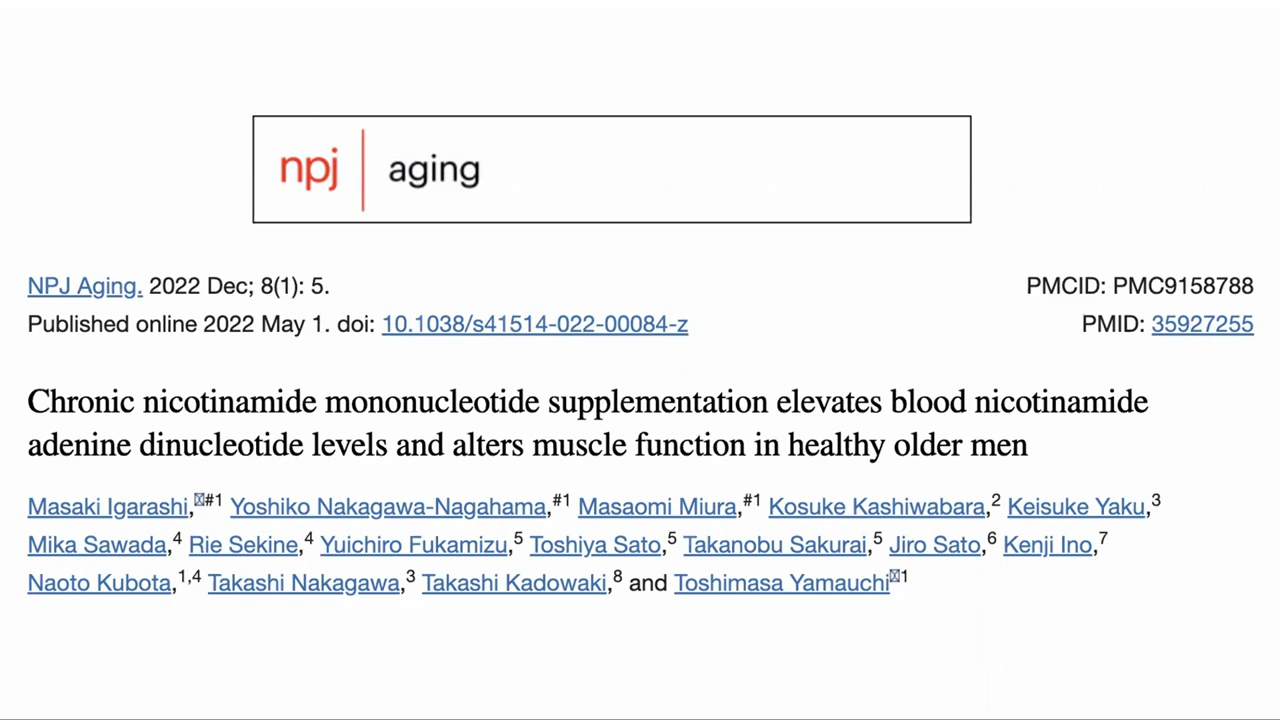 npj | aging
NPJ Aging. 2022 Dec; 8(1): 5.
PMCID: PMC9158788
Published online 2022 May 1. doi: 10.1038/s41514-022-00084-z
PMID: 35927255
Chronic nicotinamide mononucleotide supplementation elevates blood nicotinamide
adenine dinucleotide levels and alters muscle function in healthy older men
Masaki Igarashi,#1 Yoshiko Nakagawa-Nagahama,#1 Masaomi Miura,#1 Kosuke Kashiwabara,2 Keisuke Yaku,3
Mika Sawada,4 Rie Sekine,4 Yuichiro Fukamizu,5 Toshiya Sato,5 Takanobu Sakurai,5 Jiro Sato,6 Kenji Ino,7
Naoto Kubota,1,4 Takashi Nakagawa,3 Takashi Kadowaki,8 and Toshimasa Yamauchi1